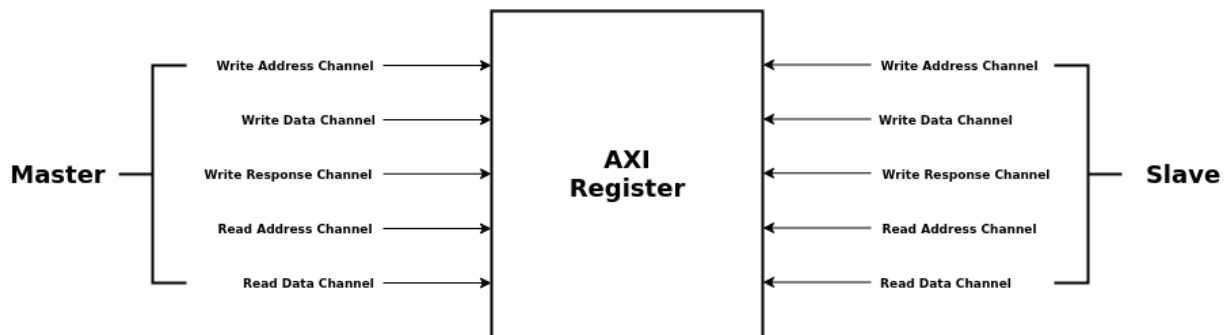 Master
Write Address Channel
Write Data Channel
Write Response Channel
Read Address Channel
Read Data Channel
AXI
Register
Write Address Channel
Write Data Channel
Write Response Channel
Read Address Channel
Read Data Channel
Slave